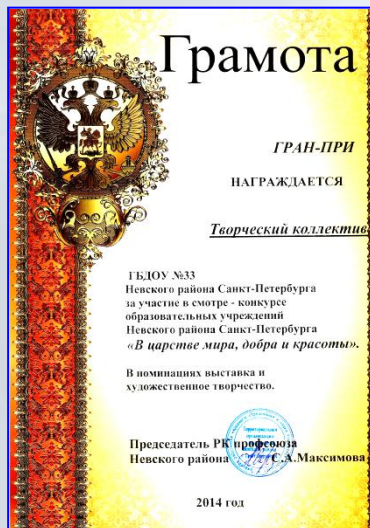 Грамота
ГРАН-ПРИ
НАГРАЖДАЕТСЯ
Творческий коллектив
ГБДОУ №33
Невского района Санкт-Петербурга
за участие в смотре - конкурсе
образовательных учреждений
Невского района Санкт-Петербурга
«В царстве мира, добра и красоты».
В номинациях выставка и
художественное творчество.
Председатель РК профсоюза
Невского района С.А.Максимова
2014 год